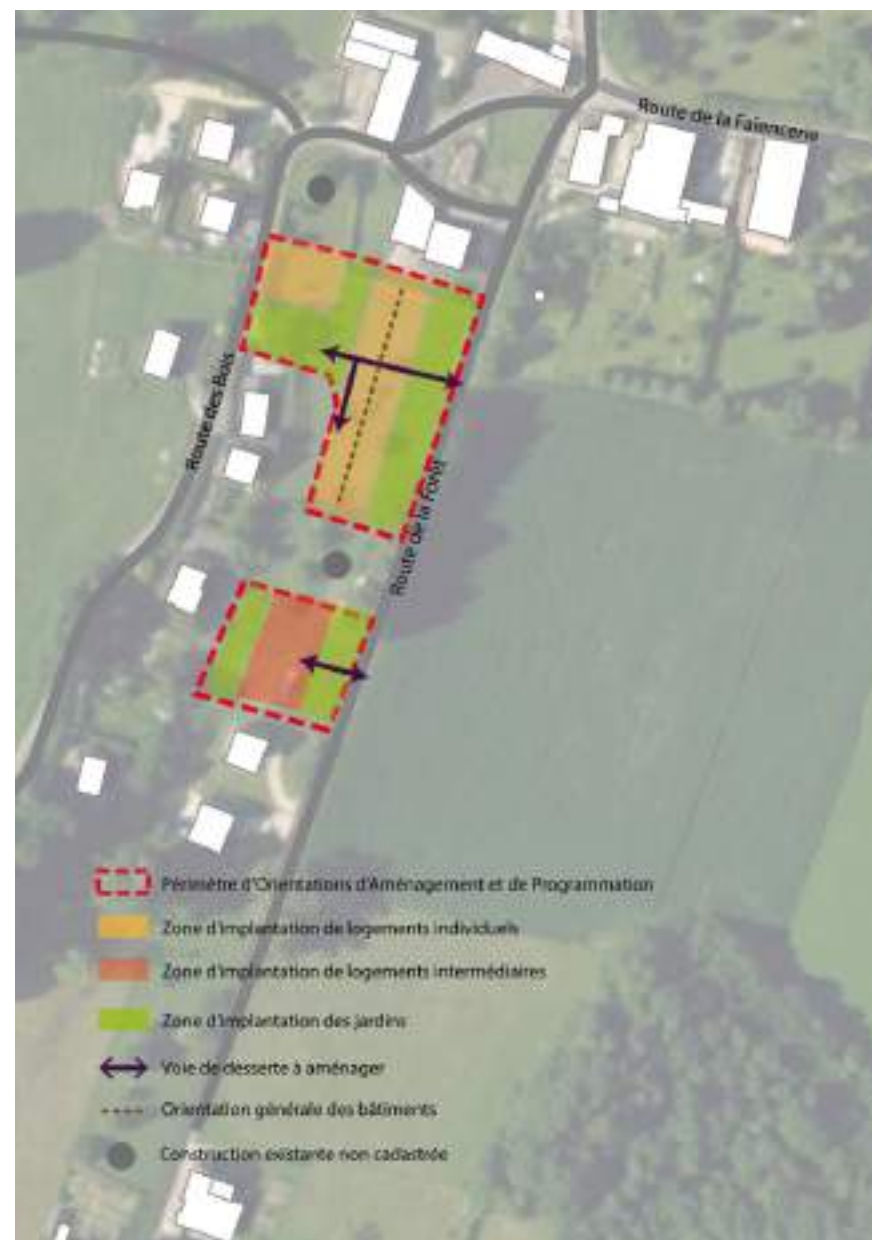 Route de la Faïencerie
Route des Bois
Route de la Forêt
Périmètre d'Orientations d'Aménagement et de Programmation
Zone d'implantation de logements individuels
Zone d'implantation de logements intermédiaires
Zone d'implantation des jardins
Voie de desserte à aménager
Orientation générale des bâtiments
Construction existante non cadastrée